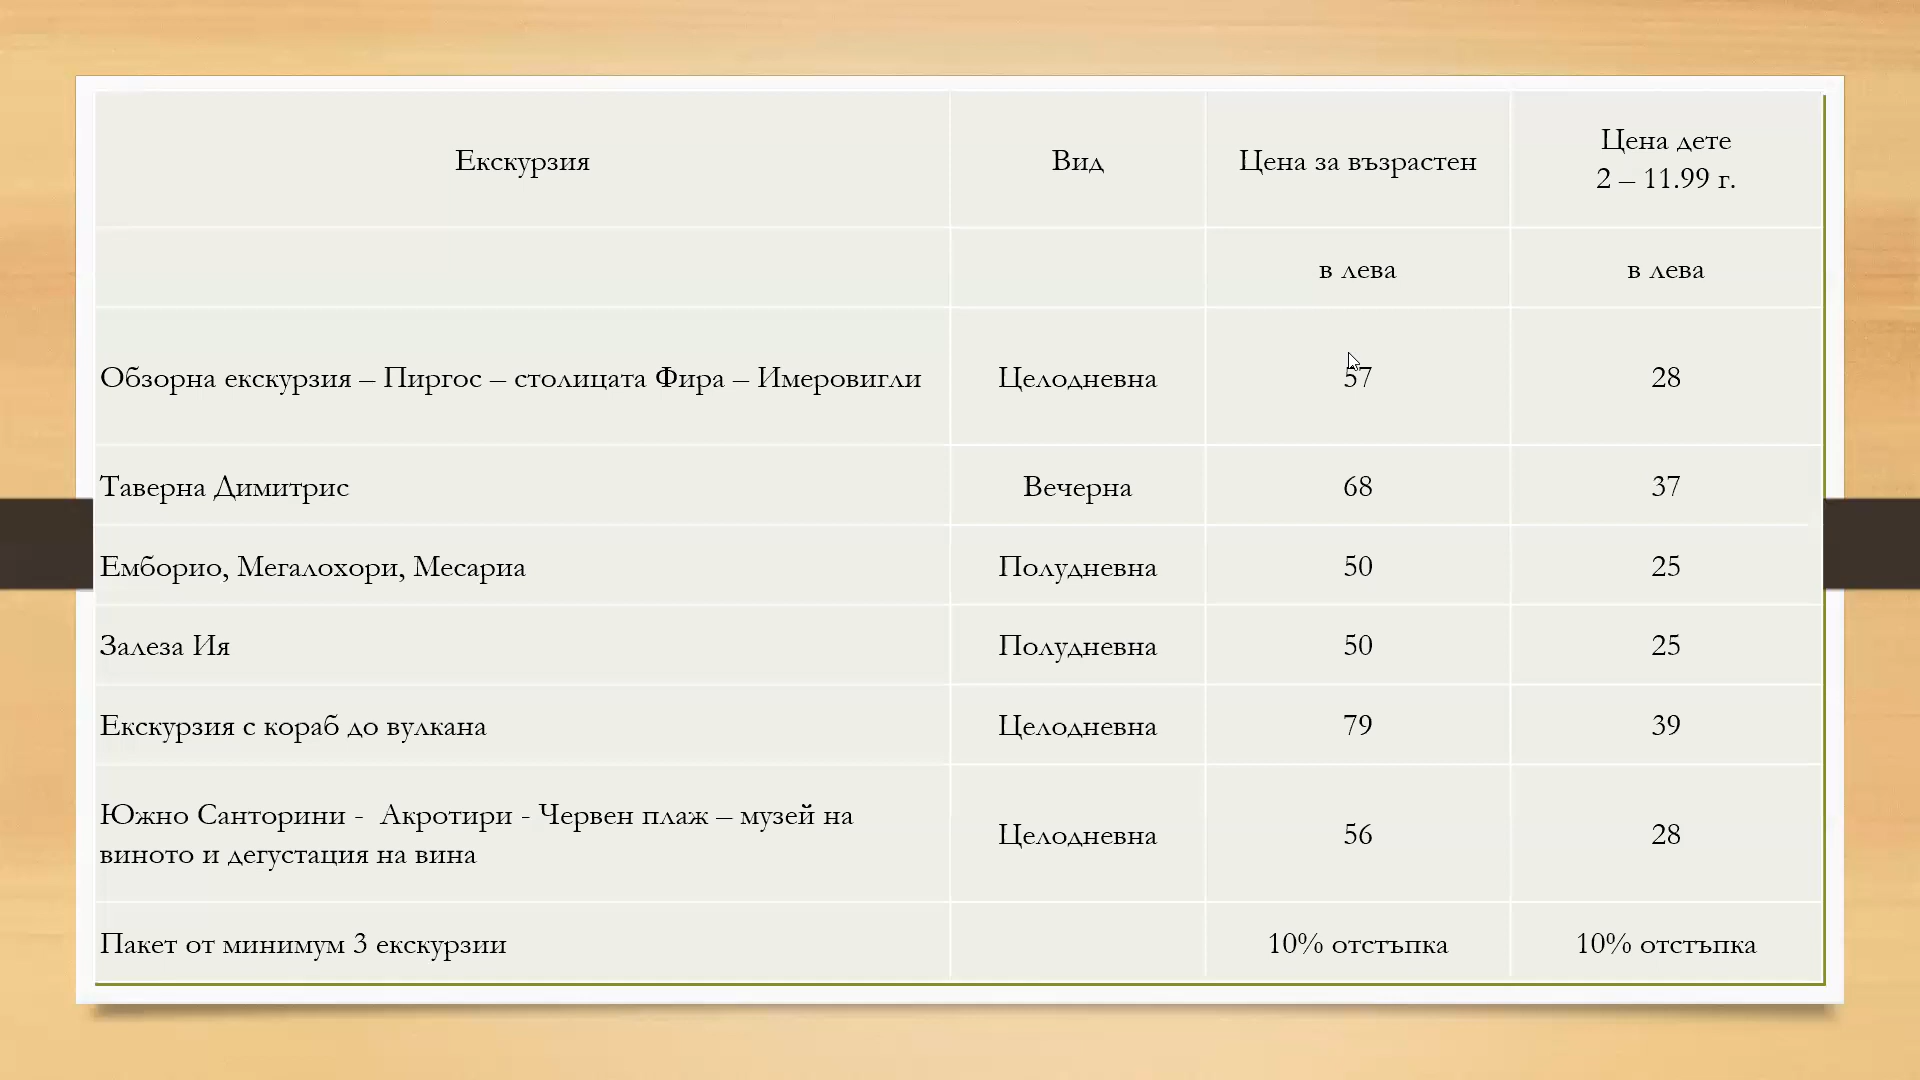 Екскурзия Вид Цена за възрастен Цена дете
2 – 11.99 г.
в лева в лева
Обзорна екскурзия – Пиргос – столицата Фира – Имеровигли Целодневна 57 28
Таверна Димитрис Вечерна 68 37
Емборио, Мегалохори, Месариа Полудневна 50 25
Залеза Ия Полудневна 50 25
Екскурзия с кораб до вулкана Целодневна 79 39
Южно Санторини - Акротири - Червен плаж – музей на
виното и дегустация на вина Целодневна 56 28
Пакет от минимум 3 екскурзии 10% отстъпка 10% отстъпка